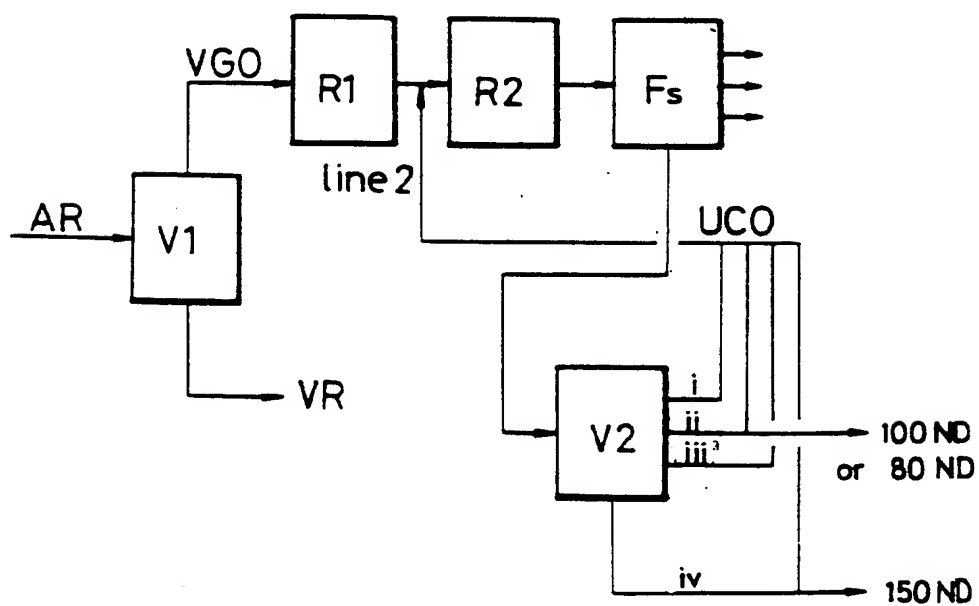 VGO
R1
R2
Fs
line 2
AR
V1
UCO
VR
i
V2
ii
100 ND
iii
or 80 ND
iv
150 ND